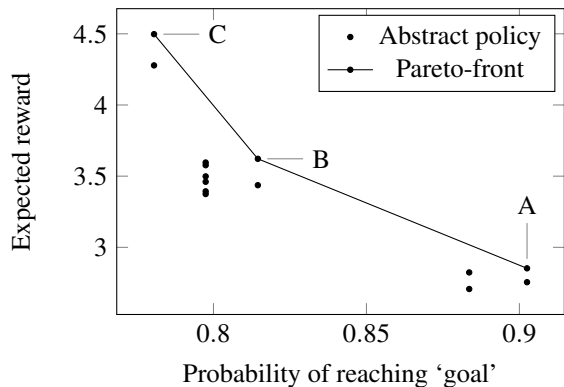 4.5
4
3.5
3
Expected reward
C
B
A
Abstract policy
Pareto-front
0.8
0.85
0.9
Probability of reaching ‘goal’